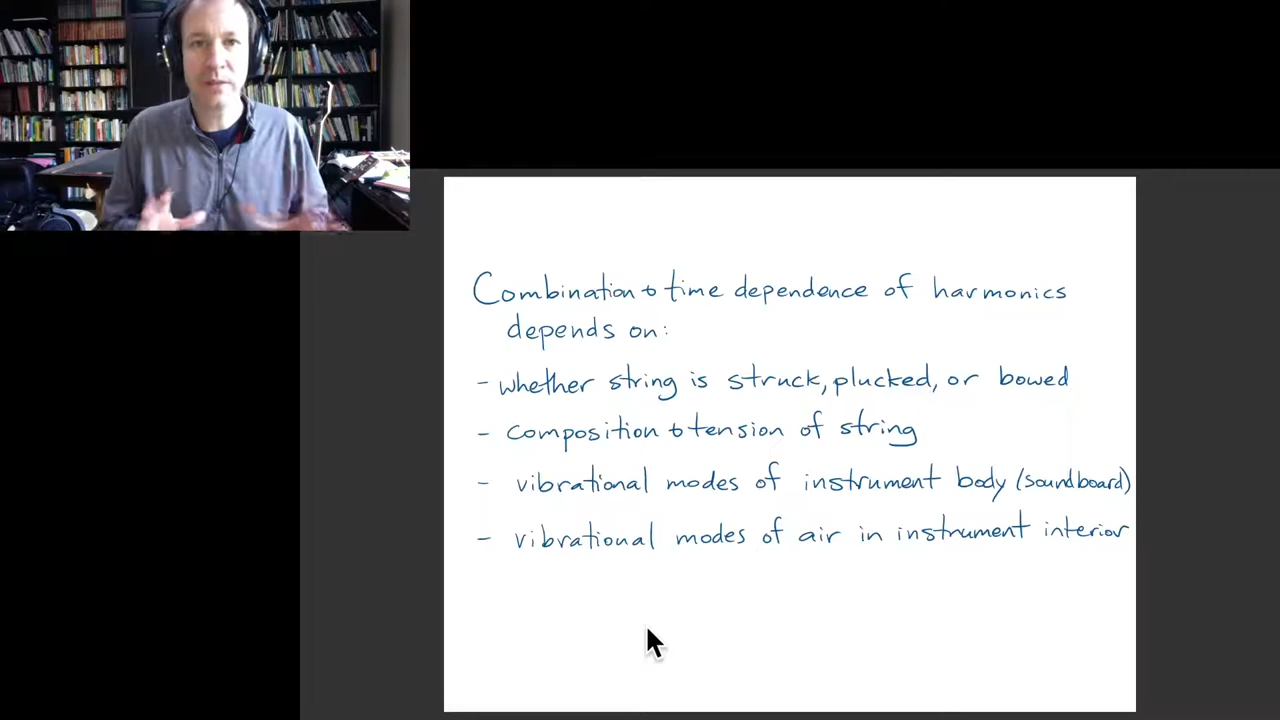 Combination & time dependence of harmonics
depends on:
- whether string is struck, plucked, or bowed
- composition & tension of string
- vibrational modes of instrument body (soundboard)
- vibrational modes of air in instrument interior